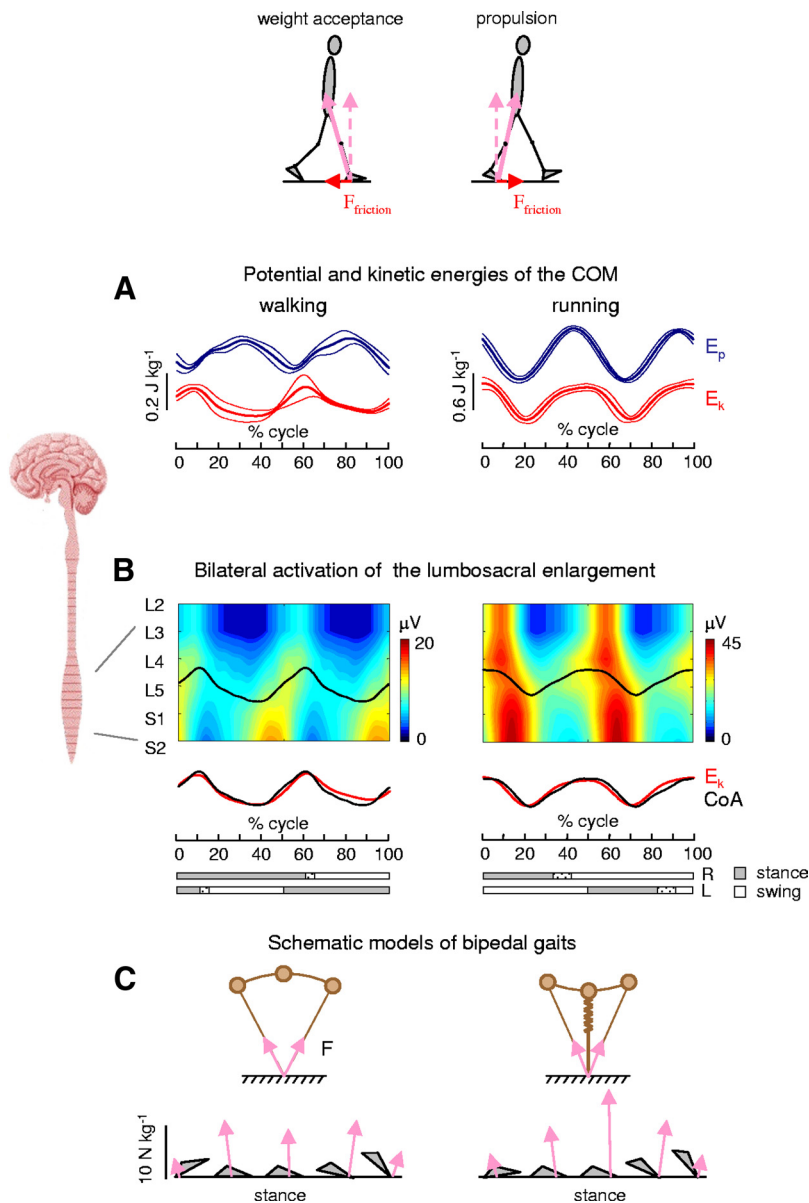 weight acceptance propulsion
F friction F friction
A Potential and kinetic energies of the COM
walking running
0.2 J kg-1 0.6 J kg-1 Ep
Ek
% cycle % cycle
0 20 40 60 80 100 0 20 40 60 80 100
B Bilateral activation of the lumbosacral enlargement
L2
L3 µV µV
20 45
L4
L5
S1
S2 0 0
Ek
CoA
% cycle % cycle
0 20 40 60 80 100 0 20 40 60 80 100
R stance
L swing
Schematic models of bipedal gaits
C
F
10 N kg-1
stance stance